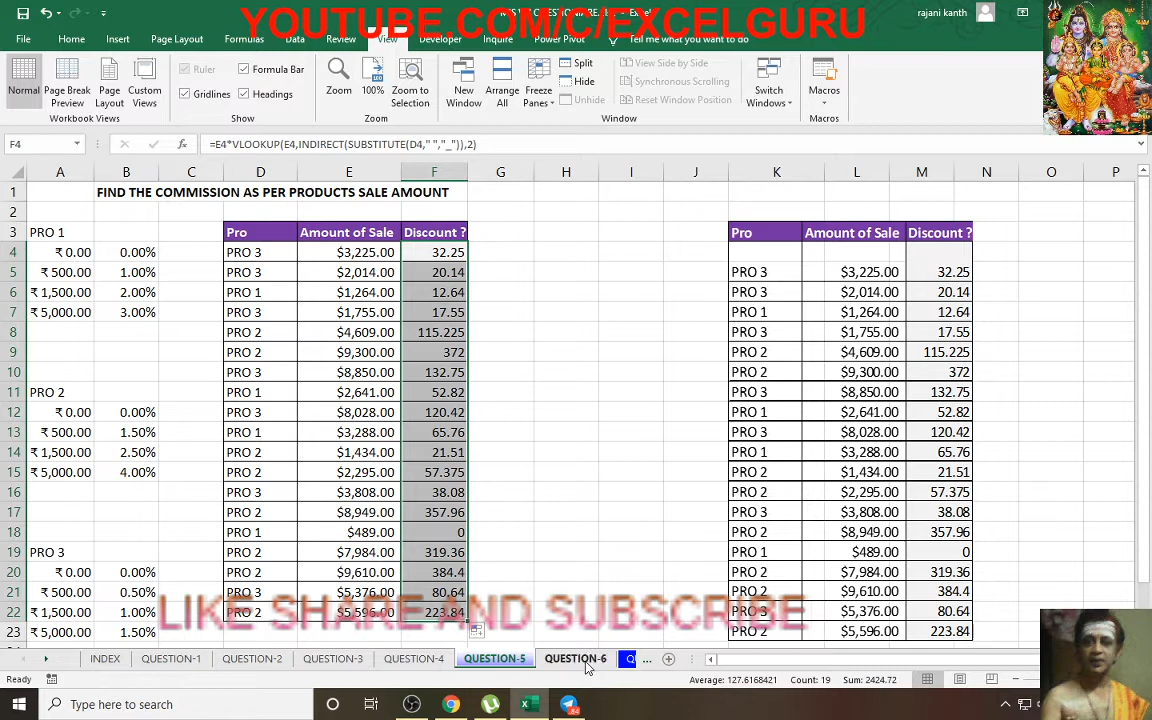 YOUTUBE.COM/C/EXCELGURU
rajani kanth
File Home Insert Page Layout Formulas Data Review View Developer Inquire Power Pivot Tell me what you want to do
Normal Page Break Preview Page Layout Custom Views
Ruler Formula Bar
Gridlines Headings
Zoom 100% Zoom to Selection
New Window Arrange All Freeze Panes
Split
Hide
Unhide
View Side by Side
Synchronous Scrolling
Reset Window Position
Switch Windows Macros
Workbook Views Show Zoom Window Macros
F4 fx =E4*VLOOKUP(E4,INDIRECT(SUBSTITUTE(D4," ","_")),2)
A B C D E F G H I J K L M N O P
1 FIND THE COMMISSION AS PER PRODUCTS SALE AMOUNT
2
3 PRO 1 Pro Amount of Sale Discount ? Pro Amount of Sale Discount ?
4 ₹ 0.00 0.00% PRO 3 $3,225.00 32.25
5 ₹ 500.00 1.00% PRO 3 $2,014.00 20.14 PRO 3 $3,225.00 32.25
6 ₹ 1,500.00 2.00% PRO 1 $1,264.00 12.64 PRO 3 $2,014.00 20.14
7 ₹ 5,000.00 3.00% PRO 3 $1,755.00 17.55 PRO 1 $1,264.00 12.64
8 PRO 2 $4,609.00 115.225 PRO 3 $1,755.00 17.55
9 PRO 2 $9,300.00 372 PRO 2 $4,609.00 115.225
10 PRO 3 $8,850.00 132.75 PRO 2 $9,300.00 372
11 PRO 2 PRO 1 $2,641.00 52.82 PRO 3 $8,850.00 132.75
12 ₹ 0.00 0.00% PRO 3 $8,028.00 120.42 PRO 1 $2,641.00 52.82
13 ₹ 500.00 1.50% PRO 1 $3,288.00 65.76 PRO 3 $8,028.00 120.42
14 ₹ 1,500.00 2.50% PRO 2 $1,434.00 21.51 PRO 1 $3,288.00 65.76
15 ₹ 5,000.00 4.00% PRO 2 $2,295.00 57.375 PRO 2 $1,434.00 21.51
16 PRO 3 $3,808.00 38.08 PRO 2 $2,295.00 57.375
17 PRO 2 $8,949.00 357.96 PRO 3 $3,808.00 38.08
18 PRO 1 $489.00 0 PRO 2 $8,949.00 357.96
19 PRO 3 PRO 2 $7,984.00 319.36 PRO 1 $489.00 0
20 ₹ 0.00 0.00% PRO 2 $9,610.00 384.4 PRO 2 $7,984.00 319.36
21 ₹ 500.00 0.50% PRO 3 $5,376.00 80.64 PRO 2 $9,610.00 384.4
22 ₹ 1,500.00 1.00% PRO 2 $5,596.00 223.84 PRO 3 $5,376.00 80.64
23 ₹ 5,000.00 1.50% PRO 2 $5,596.00 223.84
LIKE SHARE AND SUBSCRIBE
INDEX QUESTION-1 QUESTION-2 QUESTION-3 QUESTION-4 QUESTION-5 QUESTION-6 ...
Ready Average: 127.6168421 Count: 19 Sum: 2424.72
Type here to search